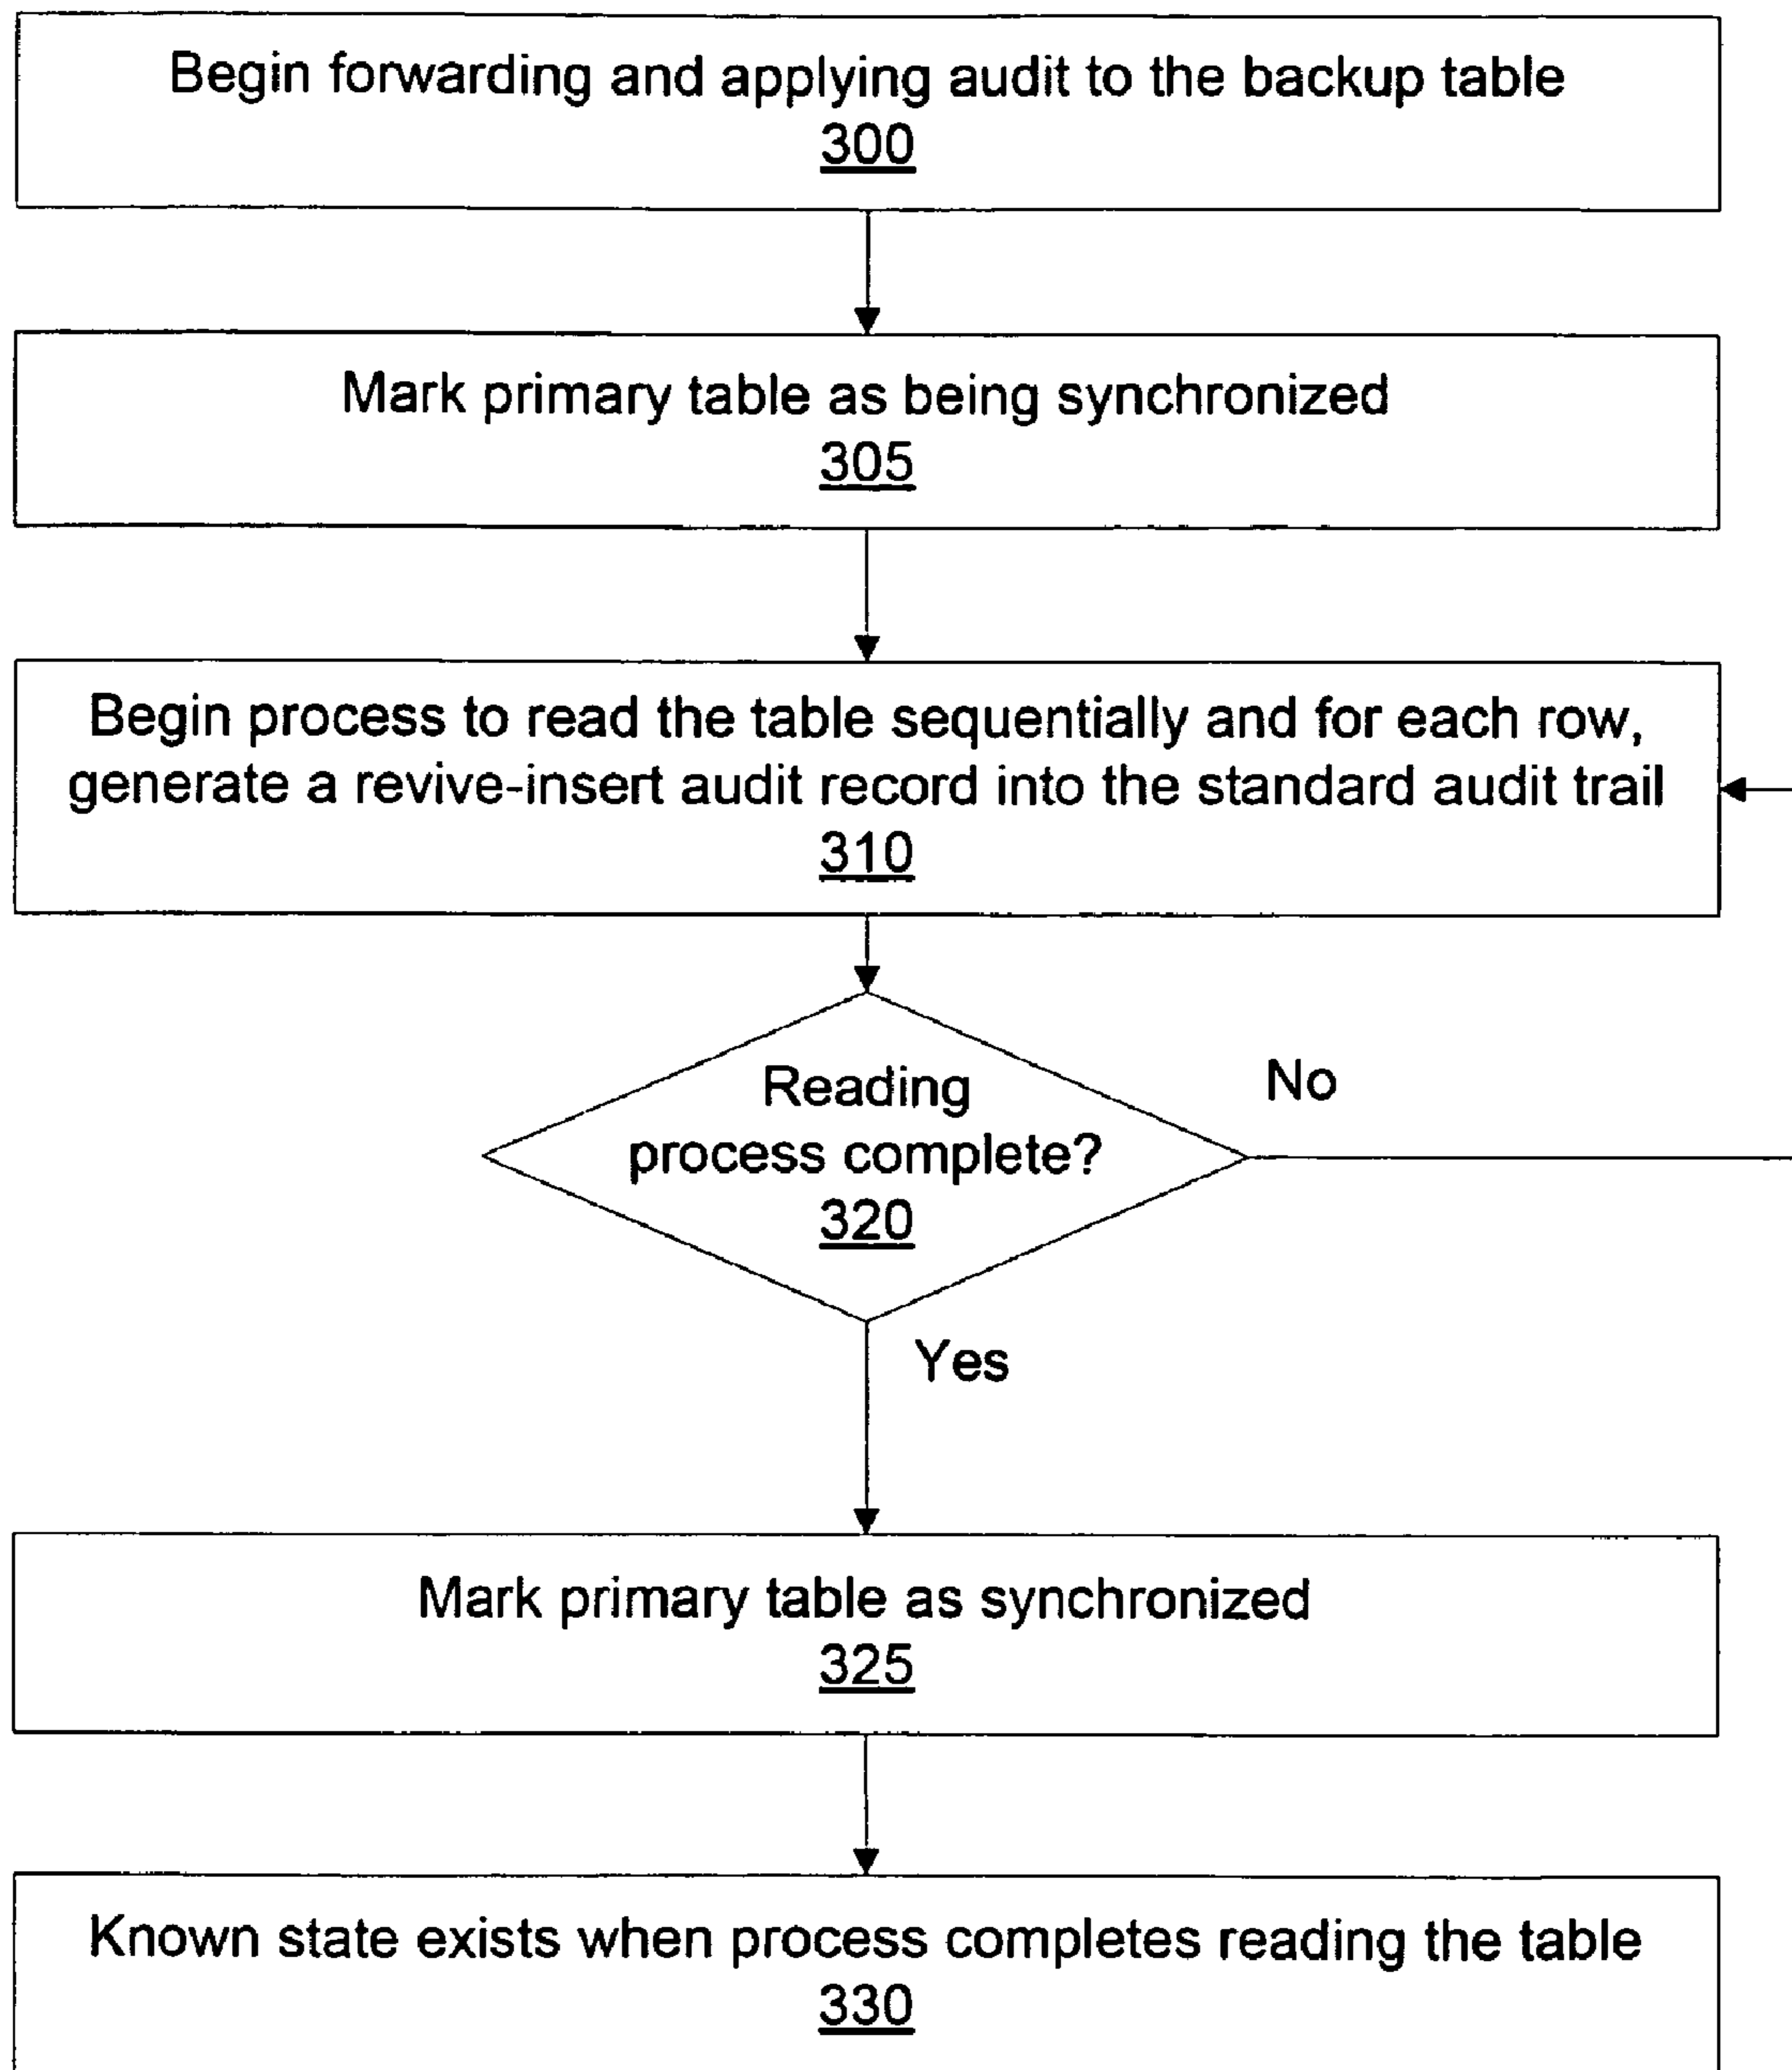 Begin forwarding and applying audit to the backup table
300
Mark primary table as being synchronized
305
Begin process to read the table sequentially and for each row,
generate a revive-insert audit record into the standard audit trail
310
Reading
process complete?
320
No
Yes
Mark primary table as synchronized
325
Known state exists when process completes reading the table
330